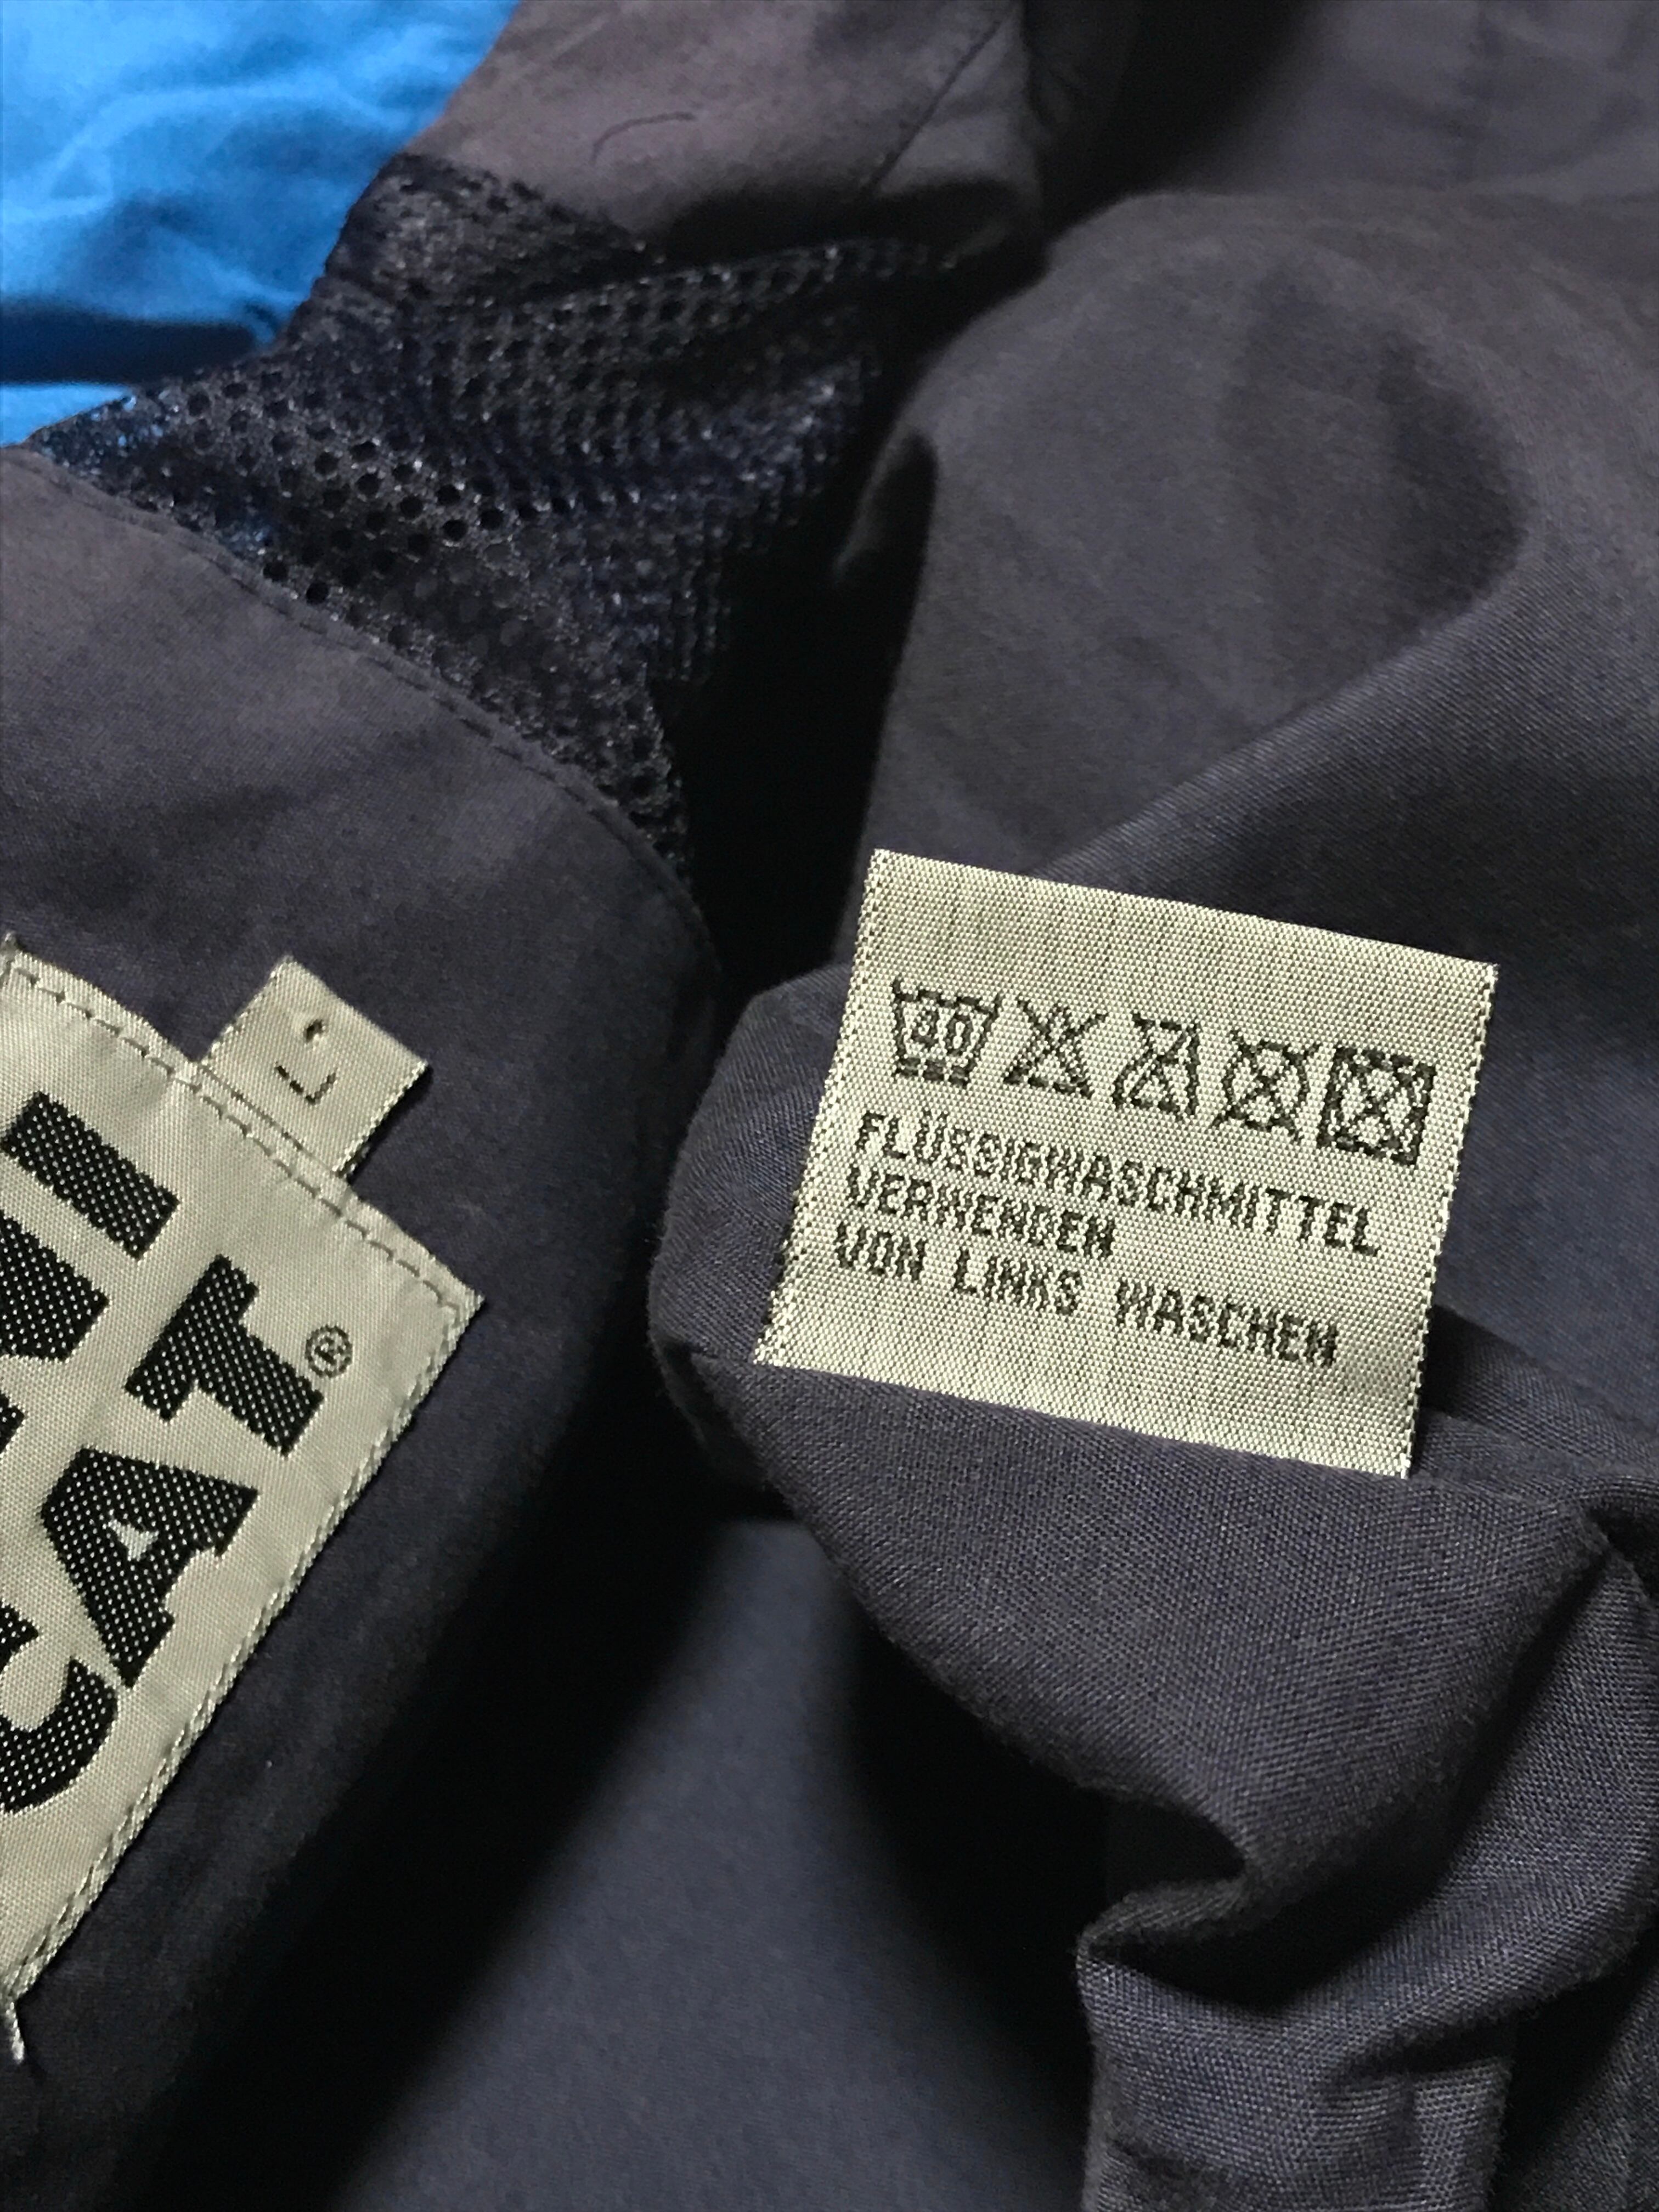 L
CAT®
40
FLÜSSIGWASCHMITTEL
VERWENDEN
VON LINKS WASCHEN